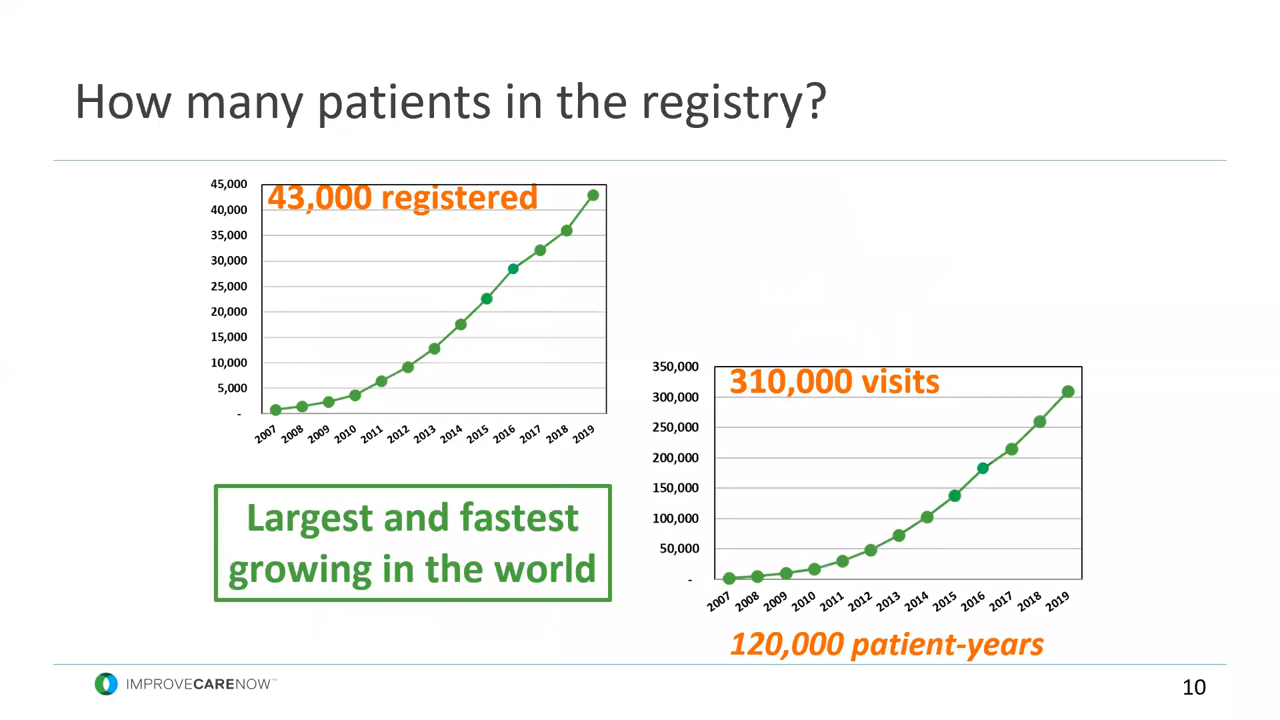 How many patients in the registry?
43,000 registered
45,000
40,000
35,000
30,000
25,000
20,000
15,000
10,000
5,000
-
2007 2008 2009 2010 2011 2012 2013 2014 2015 2016 2017 2018 2019
Largest and fastest
growing in the world
310,000 visits
350,000
300,000
250,000
200,000
150,000
100,000
50,000
-
2007 2008 2009 2010 2011 2012 2013 2014 2015 2016 2017 2018 2019
120,000 patient-years
IMPROVECARENOW™
10